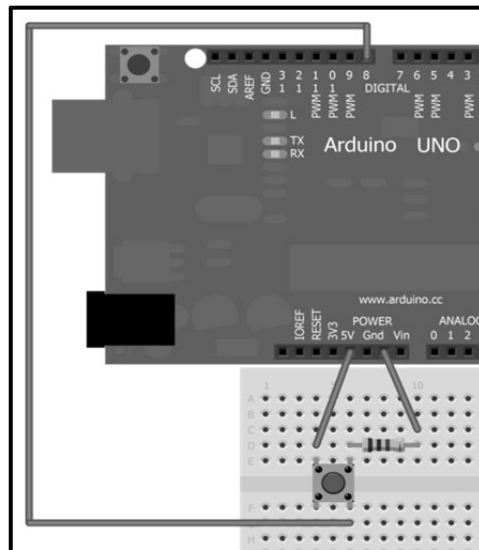 SCL
SDA
AREF
GND
13
12
11 PWM
10 PWM
9 PWM
8
DIGITAL
7
6 PWM
5 PWM
4
3 PWM
L
TX
RX
Arduino UNO
www.arduino.cc
IOREF
RESET
3V3
5V
POWER
Gnd
Vin
ANALOG
0 1 2
1 10
A
B
C
D
E
F
H